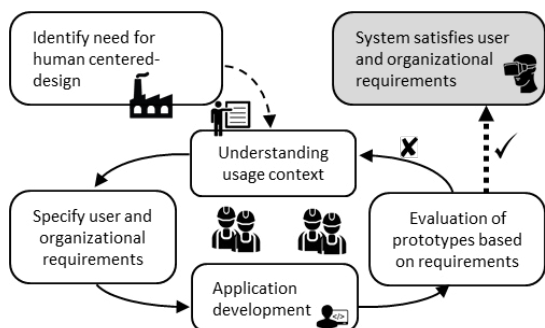 Identify need for
human centered-
design
System satisfies user
and organizational
requirements
Understanding
usage context
Specify user and
organizational
requirements
Evaluation of
prototypes based
on requirements
Application
development
</>